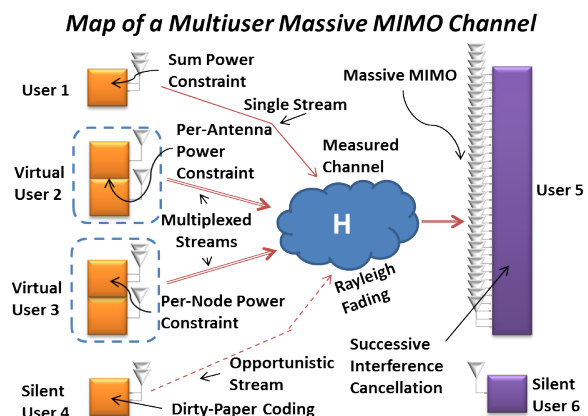 Map of a Multiuser Massive MIMO Channel
Sum Power
Constraint
User 1
Single Stream
Massive MIMO
Per-Antenna
Power
Constraint
Virtual
User 2
Measured
Channel
User 5
H
Multiplexed
Streams
Virtual
User 3
Per-Node Power
Constraint
Rayleigh
Fading
Successive
Interference
Cancellation
Opportunistic
Stream
Silent
User 4
Dirty-Paper Coding
Silent
User 6